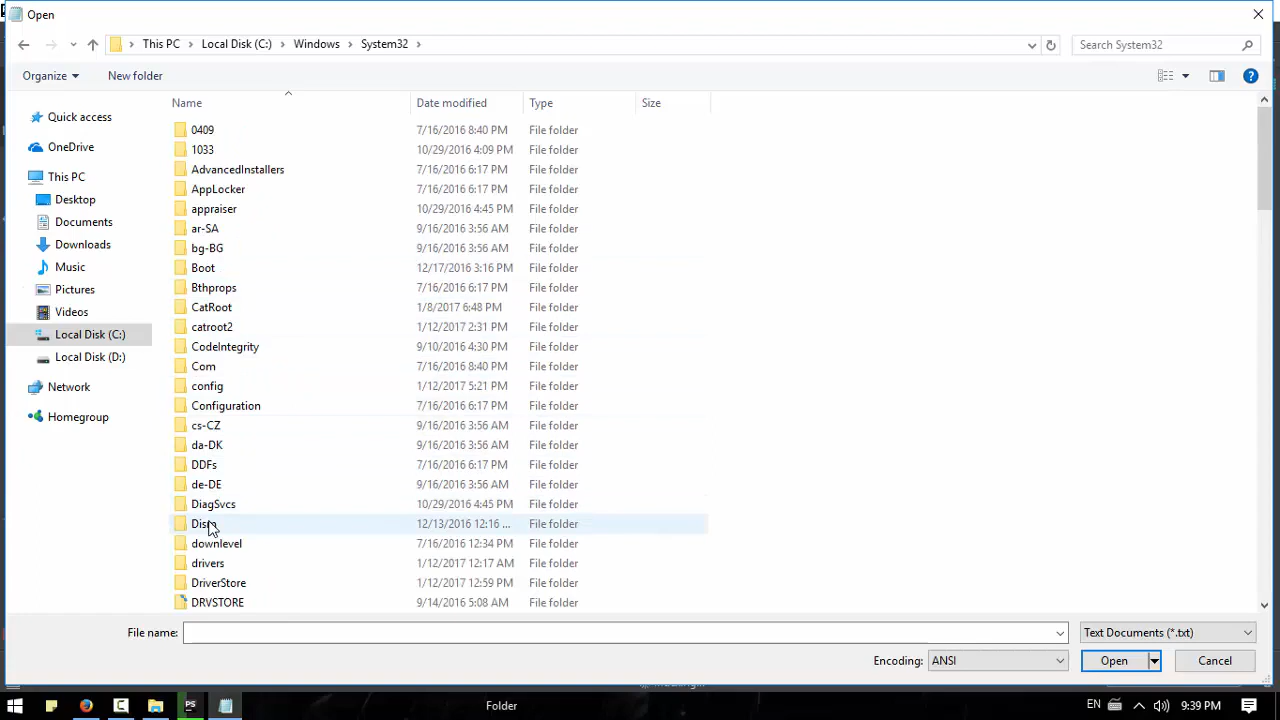 Open
This PC
Local Disk (C:)
Windows
System32
Search System32
Organize
New folder
Name
Date modified
Type
Size
Quick access
OneDrive
This PC
Desktop
Documents
Downloads
Music
Pictures
Videos
Local Disk (C:)
Local Disk (D:)
Network
Homegroup
0409 7/16/2016 8:40 PM File folder
1033 10/29/2016 4:09 PM File folder
AdvancedInstallers 7/16/2016 6:17 PM File folder
AppLocker 7/16/2016 6:17 PM File folder
appraiser 10/29/2016 4:45 PM File folder
ar-SA 9/16/2016 3:56 AM File folder
bg-BG 9/16/2016 3:56 AM File folder
Boot 12/17/2016 3:16 PM File folder
Bthprops 7/16/2016 6:17 PM File folder
CatRoot 1/8/2017 6:48 PM File folder
catroot2 1/12/2017 2:31 PM File folder
CodeIntegrity 9/10/2016 4:30 PM File folder
Com 7/16/2016 8:40 PM File folder
config 1/12/2017 5:21 PM File folder
Configuration 7/16/2016 6:17 PM File folder
cs-CZ 9/16/2016 3:56 AM File folder
da-DK 9/16/2016 3:56 AM File folder
DDFs 7/16/2016 6:17 PM File folder
de-DE 9/16/2016 3:56 AM File folder
DiagSvcs 10/29/2016 4:45 PM File folder
12/13/2016 12:16 ... File folder
downlevel 7/16/2016 12:34 PM File folder
drivers 1/12/2017 12:17 AM File folder
DriverStore 1/12/2017 12:59 PM File folder
DRVSTORE 9/14/2016 5:08 AM File folder
File name:
Text Documents (*.txt)
Encoding:
ANSI
Open
Cancel
EN
Folder
9:39 PM